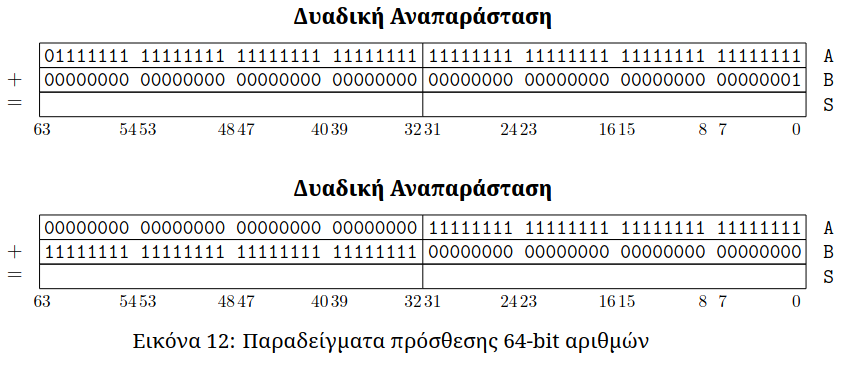 Δυαδική Αναπαράσταση
01111111 11111111 11111111 11111111 11111111 11111111 11111111 11111111 A
+ 00000000 00000000 00000000 00000000 00000000 00000000 00000000 00000001 B
= S
63 54 53 48 47 40 39 32 31 24 23 16 15 8 7 0
Δυαδική Αναπαράσταση
00000000 00000000 00000000 00000000 11111111 11111111 11111111 11111111 A
+ 11111111 11111111 11111111 11111111 00000000 00000000 00000000 00000000 B
= S
63 54 53 48 47 40 39 32 31 24 23 16 15 8 7 0
Εικόνα 12: Παραδείγματα πρόσθεσης 64-bit αριθμών